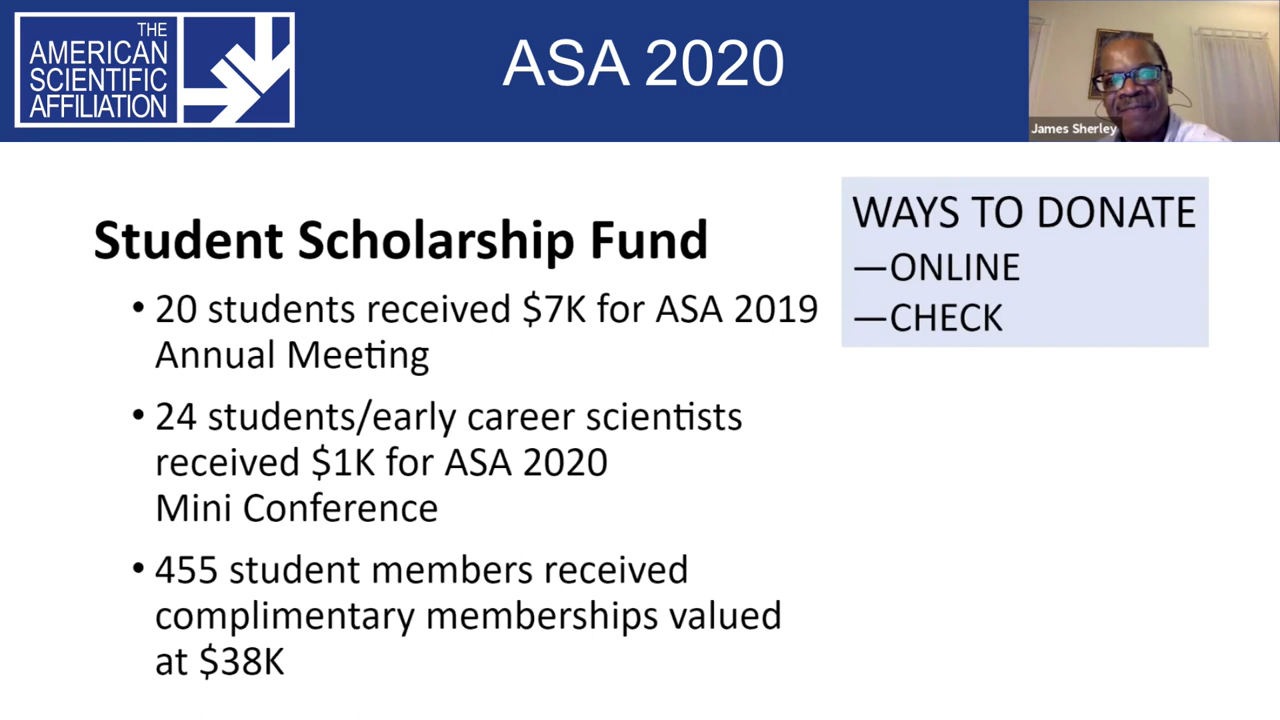 THE
AMERICAN
SCIENTIFIC
AFFILIATION
ASA 2020
James Sherley
Student Scholarship Fund
• 20 students received $7K for ASA 2019
Annual Meeting
• 24 students/early career scientists
received $1K for ASA 2020
Mini Conference
• 455 student members received
complimentary memberships valued
at $38K
WAYS TO DONATE
—ONLINE
—CHECK